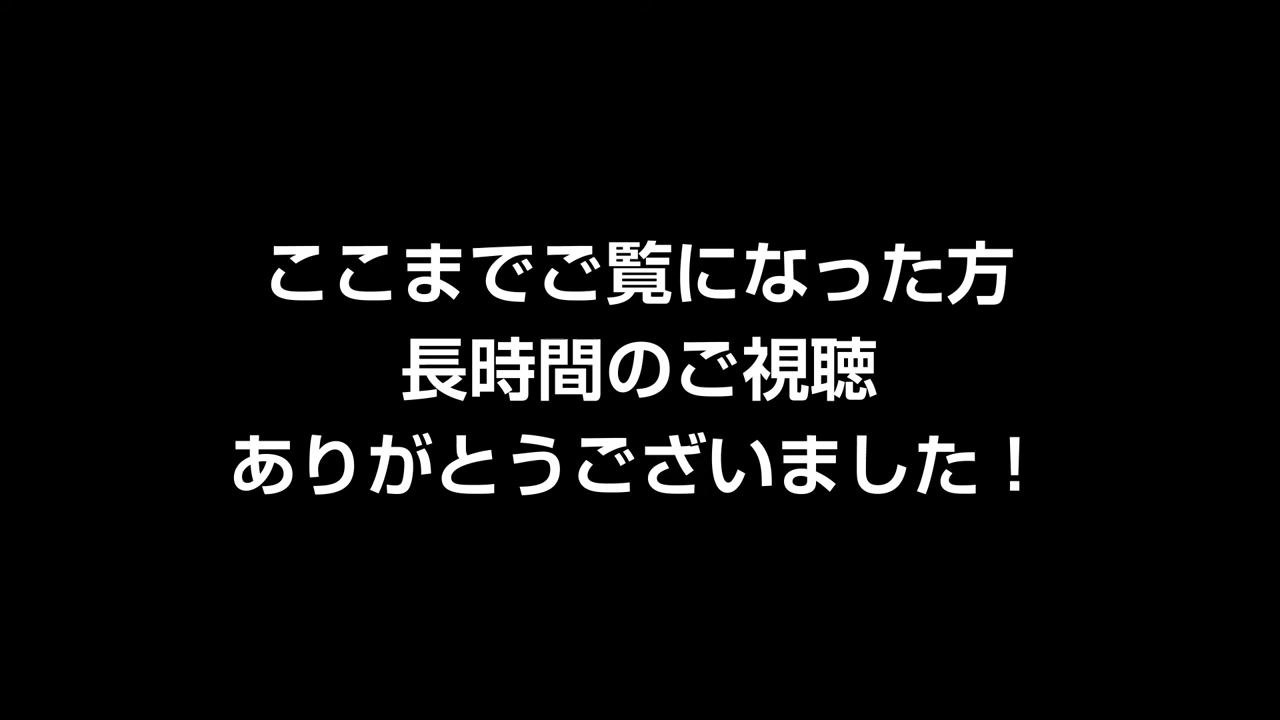 ここまでご覧になった方
長時間のご視聴
ありがとうございました！